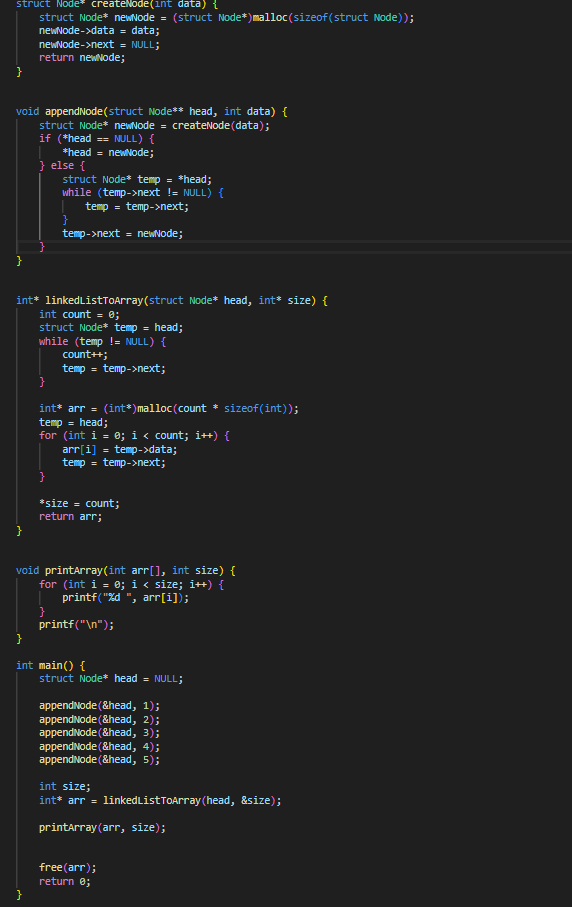 struct Node* createNode(int data) {
    struct Node* newNode = (struct Node*)malloc(sizeof(struct Node));
    newNode->data = data;
    newNode->next = NULL;
    return newNode;
}
void appendNode(struct Node** head, int data) {
    struct Node* newNode = createNode(data);
    if (*head == NULL) {
        *head = newNode;
    } else {
        struct Node* temp = *head;
        while (temp->next != NULL) {
            temp = temp->next;
        }
        temp->next = newNode;
    }
}
int* linkedListToArray(struct Node* head, int* size) {
    int count = 0;
    struct Node* temp = head;
    while (temp != NULL) {
        count++;
        temp = temp->next;
    }
    int* arr = (int*)malloc(count * sizeof(int));
    temp = head;
    for (int i = 0; i < count; i++) {
        arr[i] = temp->data;
        temp = temp->next;
    }
    *size = count;
    return arr;
}
void printArray(int arr[], int size) {
    for (int i = 0; i < size; i++) {
        printf("%d ", arr[i]);
    }
    printf("\n");
}
int main() {
    struct Node* head = NULL;
    appendNode(&head, 1);
    appendNode(&head, 2);
    appendNode(&head, 3);
    appendNode(&head, 4);
    appendNode(&head, 5);
    int size;
    int* arr = linkedListToArray(head, &size);
    printArray(arr, size);
    free(arr);
    return 0;
}